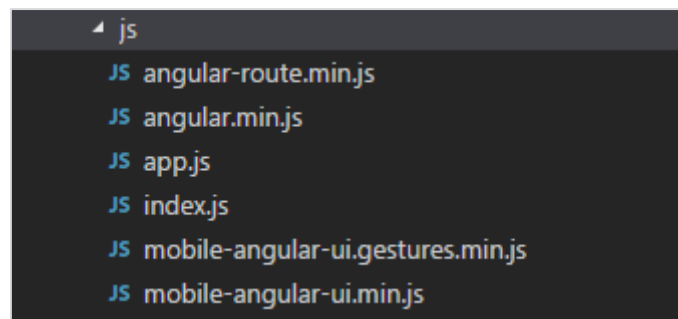 js
JS angular-route.min.js
JS angular.min.js
JS app.js
JS index.js
JS mobile-angular-ui.gestures.min.js
JS mobile-angular-ui.min.js